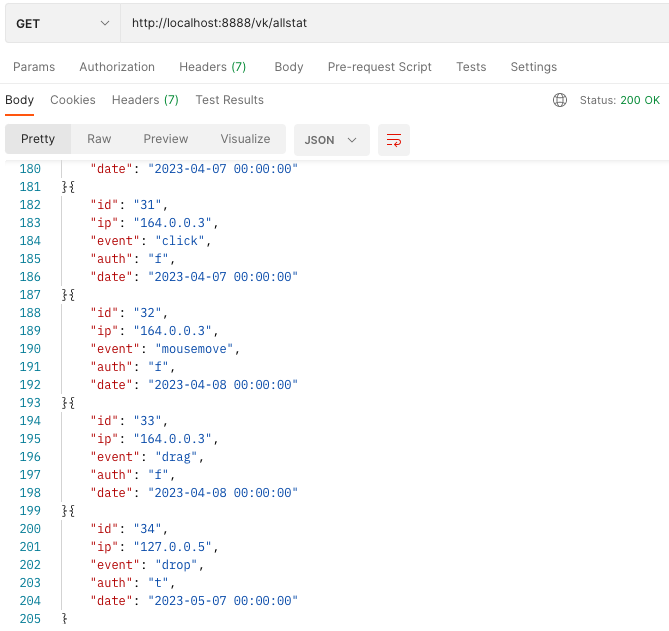 GET http://localhost:8888/vk/allstat
Params Authorization Headers (7) Body Pre-request Script Tests Settings
Body Cookies Headers (7) Test Results Status: 200 OK
Pretty Raw Preview Visualize JSON
180 "date": "2023-04-07 00:00:00"
181 }{
182 "id": "31",
183 "ip": "164.0.0.3",
184 "event": "click",
185 "auth": "f",
186 "date": "2023-04-07 00:00:00"
187 }{
188 "id": "32",
189 "ip": "164.0.0.3",
190 "event": "mousemove",
191 "auth": "f",
192 "date": "2023-04-08 00:00:00"
193 }{
194 "id": "33",
195 "ip": "164.0.0.3",
196 "event": "drag",
197 "auth": "f",
198 "date": "2023-04-08 00:00:00"
199 }{
200 "id": "34",
201 "ip": "127.0.0.5",
202 "event": "drop",
203 "auth": "t",
204 "date": "2023-05-07 00:00:00"
205 }